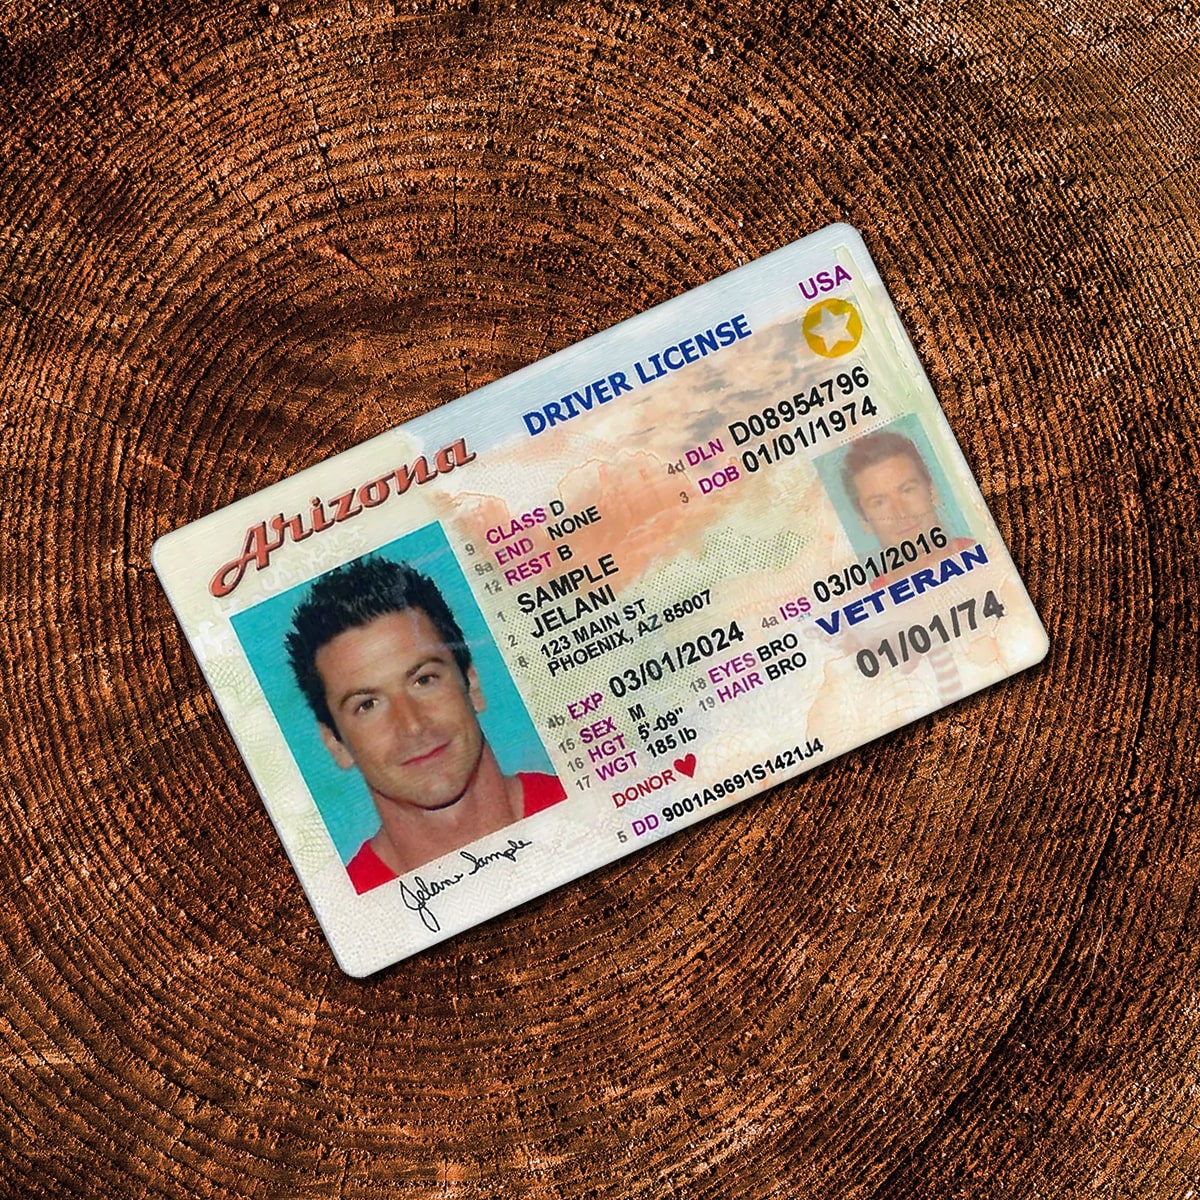 Arizona
DRIVER LICENSE
USA
9 CLASS D
9a END NONE
12 REST B
4d DLN D08954796
3 DOB 01/01/1974
1 SAMPLE
2 JELANI
8 123 MAIN ST
PHOENIX, AZ 85007
4b EXP 03/01/2024
4a ISS 03/01/2016
VETERAN
15 SEX M
18 EYES BRO
16 HGT 5'-09"
19 HAIR BRO
17 WGT 185 lb
01/01/74
DONOR
5 DD 9001A9691S1421J4
Jelani Sample